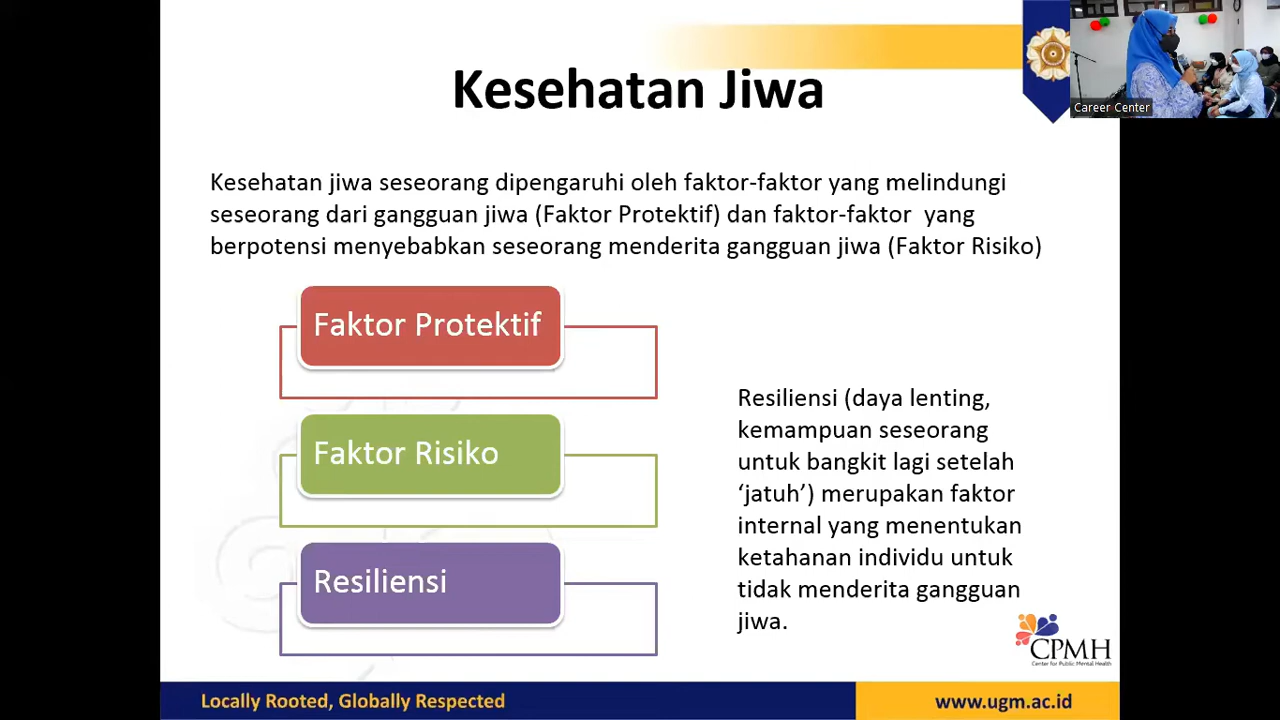 Kesehatan Jiwa
Career Center
Kesehatan jiwa seseorang dipengaruhi oleh faktor-faktor yang melindungi
seseorang dari gangguan jiwa (Faktor Protektif) dan faktor-faktor yang
berpotensi menyebabkan seseorang menderita gangguan jiwa (Faktor Risiko)
Faktor Protektif
Faktor Risiko
Resiliensi
Resiliensi (daya lenting,
kemampuan seseorang
untuk bangkit lagi setelah
‘jatuh’) merupakan faktor
internal yang menentukan
ketahanan individu untuk
tidak menderita gangguan
jiwa.
CPMH
Center for Public Mental Health
Locally Rooted, Globally Respected
www.ugm.ac.id